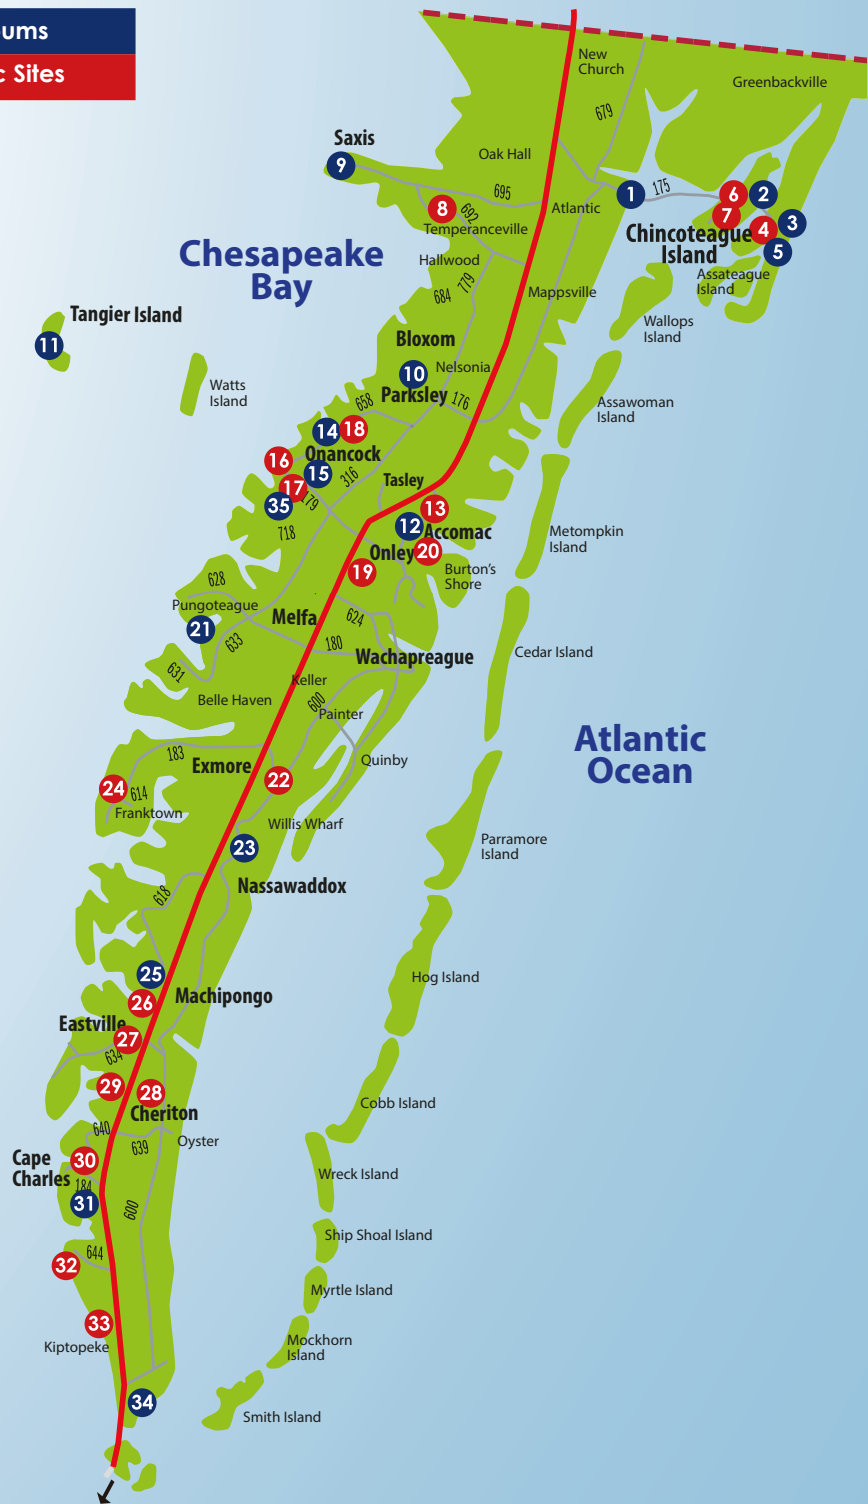 ums
c Sites
New
Church
Greenbackville
679
Saxis
9
Oak Hall
695
1
175
6
2
8
692
Atlantic
7
3
Temperanceville
4
Chincoteague
Island
5
Chesapeake
Bay
Hallwood
Assateague
Island
779
684
Mappsville
Tangier Island
11
Wallops
Island
Bloxom
10
Nelsonia
Watts
Island
Parksley
176
658
Assawoman
Island
14
18
Onancock
16
15
316
Tasley
17
179
35
13
718
12
Accomac
Metompkin
Island
Onley
20
19
Burton's
Shore
628
Pungoteague
21
Melfa
624
633
180
Wachapreague
Cedar Island
631
Keller
Belle Haven
600
Painter
Atlantic
Ocean
183
Exmore
Quinby
24
614
22
Franktown
Willis Wharf
23
Parramore
Island
Nassawaddox
618
25
Hog Island
26
Machipongo
Eastville
27
634
29
28
Cheriton
Cobb Island
640
639
Oyster
Cape
Charles
30
184
31
Wreck Island
600
Ship Shoal Island
644
32
Myrtle Island
33
Kiptopeke
Mockhorn
Island
34
Smith Island